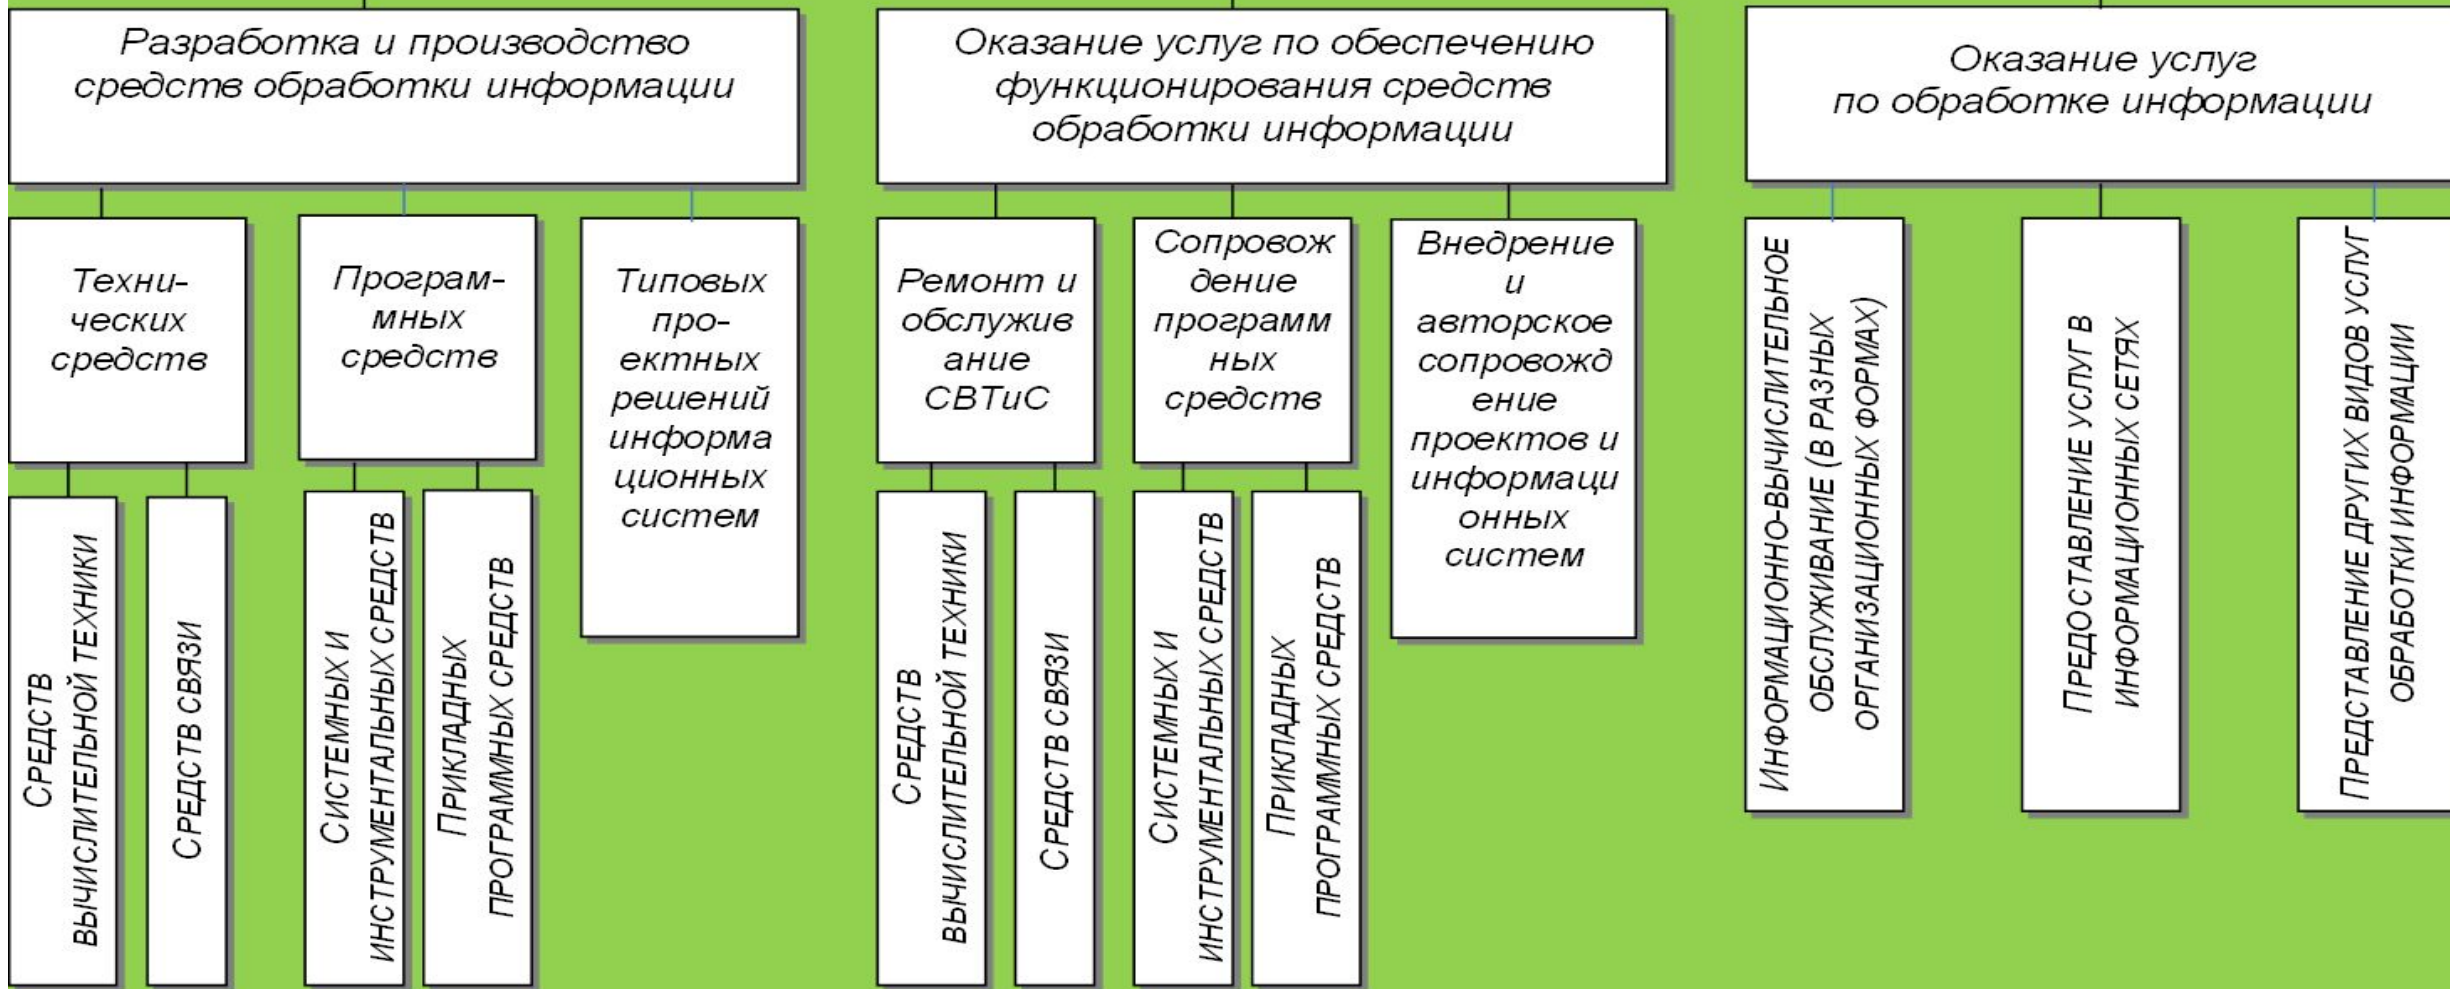 Разработка и производство
средств обработки информации
Оказание услуг по обеспечению
функционирования средств
обработки информации
Оказание услуг
по обработке информации
Техни-
ческих
средств
Програм-
мных
средств
Типовых
про-
ектных
решений
информа
ционных
систем
Ремонт и
обслужив
ание
СВТиС
Сопровож
дение
программ
ных
средств
Внедрение
и
авторское
сопровожд
ение
проектов и
информаци
онных
систем
ИНФОРМАЦИОННО-ВЫЧИСЛИТЕЛЬНОЕ
ОБСЛУЖИВАНИЕ (В РАЗНЫХ
ОРГАНИЗАЦИОННЫХ ФОРМАХ)
ПРЕДОСТАВЛЕНИЕ УСЛУГ В
ИНФОРМАЦИОННЫХ СЕТЯХ
ПРЕДСТАВЛЕНИЕ ДРУГИХ ВИДОВ УСЛУГ
ОБРАБОТКИ ИНФОРМАЦИИ
СРЕДСТВ
ВЫЧИСЛИТЕЛЬНОЙ ТЕХНИКИ
СРЕДСТВ СВЯЗИ
СИСТЕМНЫХ И
ИНСТРУМЕНТАЛЬНЫХ СРЕДСТВ
ПРИКЛАДНЫХ
ПРОГРАММНЫХ СРЕДСТВ
СРЕДСТВ
ВЫЧИСЛИТЕЛЬНОЙ ТЕХНИКИ
СРЕДСТВ СВЯЗИ
СИСТЕМНЫХ И
ИНСТРУМЕНТАЛЬНЫХ СРЕДСТВ
ПРИКЛАДНЫХ
ПРОГРАММНЫХ СРЕДСТВ